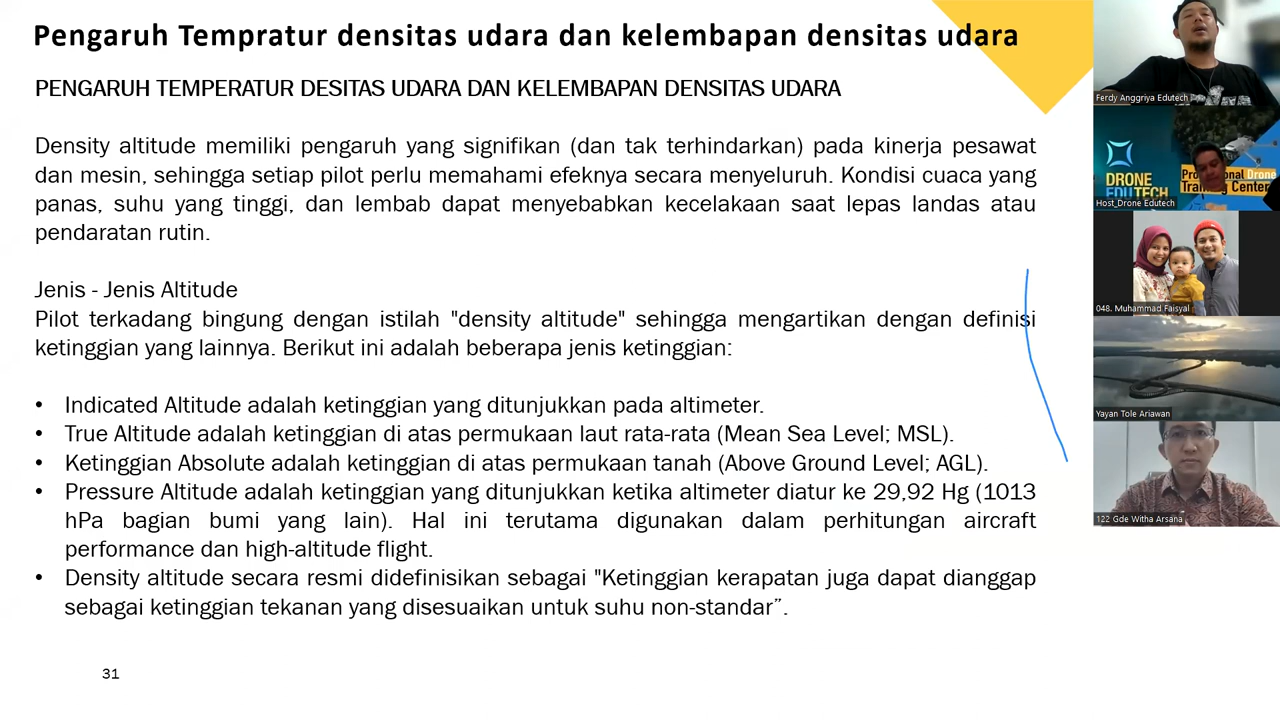 Pengaruh Tempratur densitas udara dan kelembapan densitas udara
PENGARUH TEMPERATUR DESITAS UDARA DAN KELEMBAPAN DENSITAS UDARA
Density altitude memiliki pengaruh yang signifikan (dan tak terhindarkan) pada kinerja pesawat
dan mesin, sehingga setiap pilot perlu memahami efeknya secara menyeluruh. Kondisi cuaca yang
panas, suhu yang tinggi, dan lembab dapat menyebabkan kecelakaan saat lepas landas atau
pendaratan rutin.
Jenis - Jenis Altitude
Pilot terkadang bingung dengan istilah "density altitude" sehingga mengartikan dengan definisi
ketinggian yang lainnya. Berikut ini adalah beberapa jenis ketinggian:
• Indicated Altitude adalah ketinggian yang ditunjukkan pada altimeter.
• True Altitude adalah ketinggian di atas permukaan laut rata-rata (Mean Sea Level; MSL).
• Ketinggian Absolute adalah ketinggian di atas permukaan tanah (Above Ground Level; AGL).
• Pressure Altitude adalah ketinggian yang ditunjukkan ketika altimeter diatur ke 29,92 Hg (1013
hPa bagian bumi yang lain). Hal ini terutama digunakan dalam perhitungan aircraft
performance dan high-altitude flight.
• Density altitude secara resmi didefinisikan sebagai "Ketinggian kerapatan juga dapat dianggap
sebagai ketinggian tekanan yang disesuaikan untuk suhu non-standar”.
31
Ferdy Anggriya Edutech
DRONE
EDUTECH
Drone
Center
Host_Drone Edutech
048. Muhammad Faisyal
Yayan Tole Ariawan
122 Gde Witha Arsana